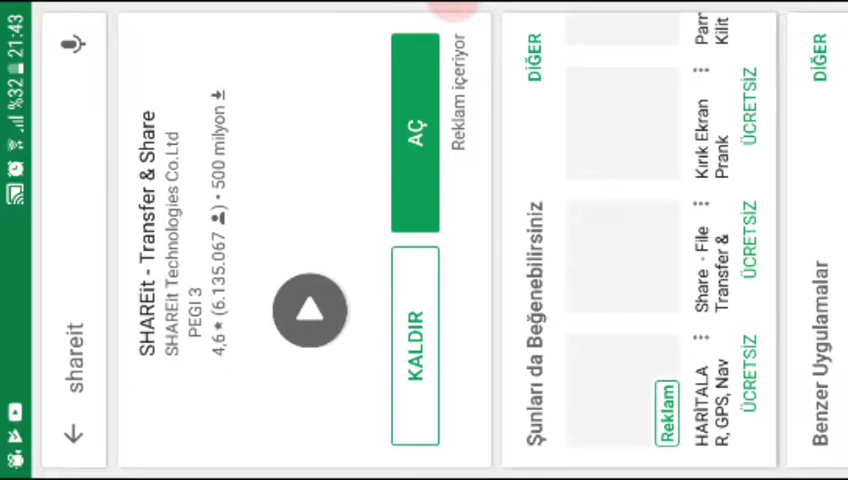 %32 21:43
shareit
SHAREit - Transfer & Share
SHAREit Technologies Co.Ltd
PEGI 3
4,6★ (6.135.067) • 500 milyon
KALDIR
AÇ
Reklam içeriyor
Şunları da Beğenebilirsiniz
DİĞER
Reklam
HARİTALA
R, GPS, Nav
ÜCRETSİZ
Share - File
Transfer &
ÜCRETSİZ
Kırık Ekran
Prank
ÜCRETSİZ
Kilit
Benzer Uygulamalar
DİĞER